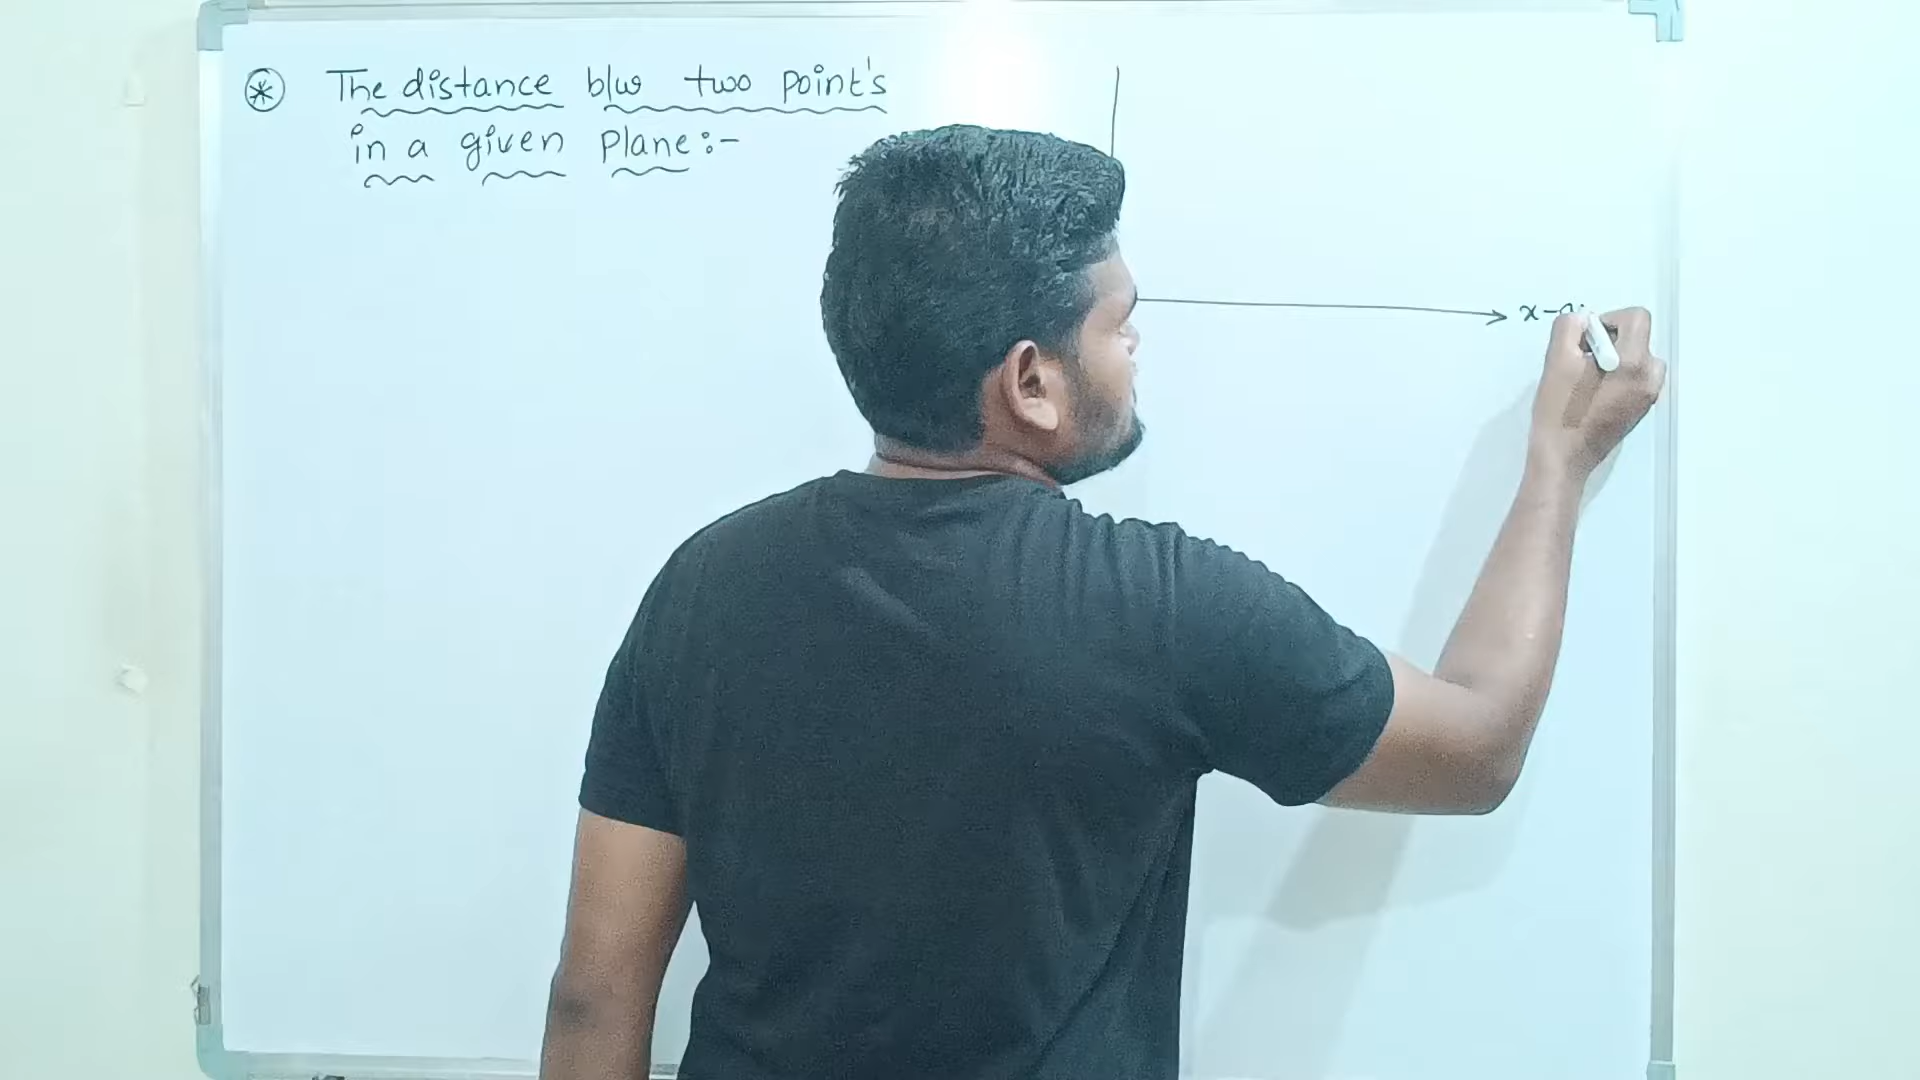 * The distance b/w two point's
in a given plane:-
x-a